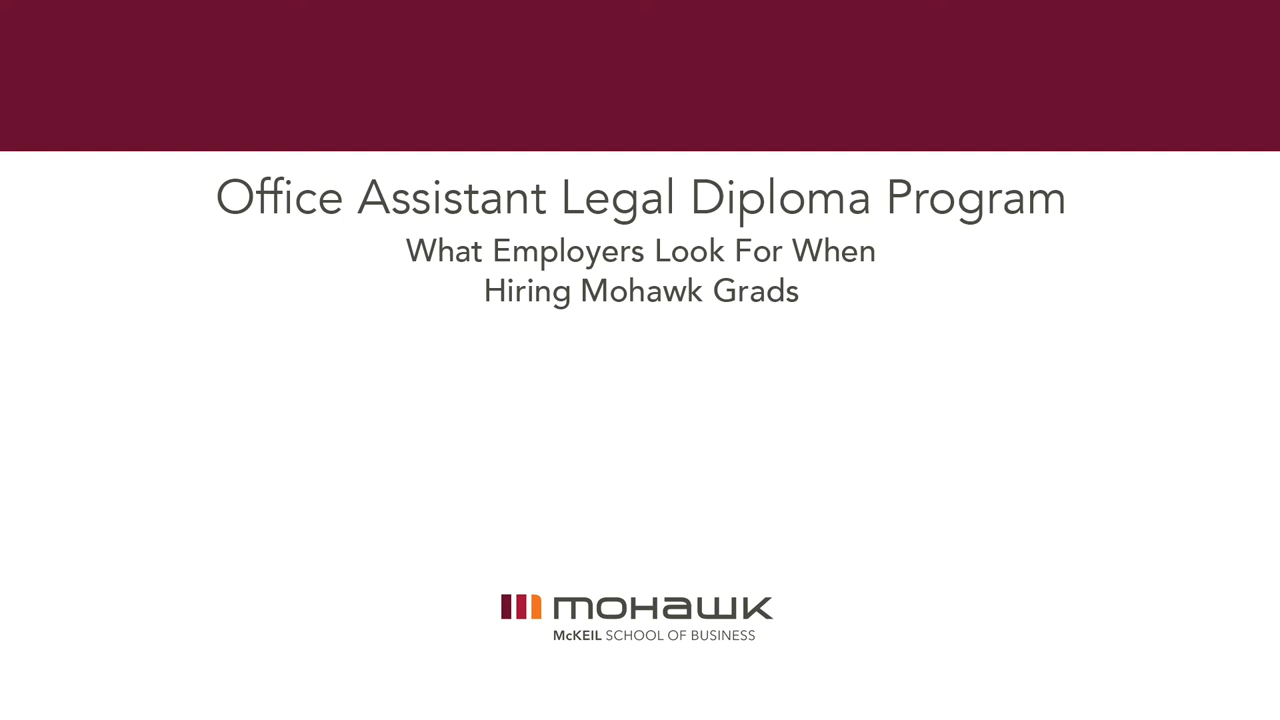 Office Assistant Legal Diploma Program
What Employers Look For When
Hiring Mohawk Grads
mohawk
McKEIL SCHOOL OF BUSINESS